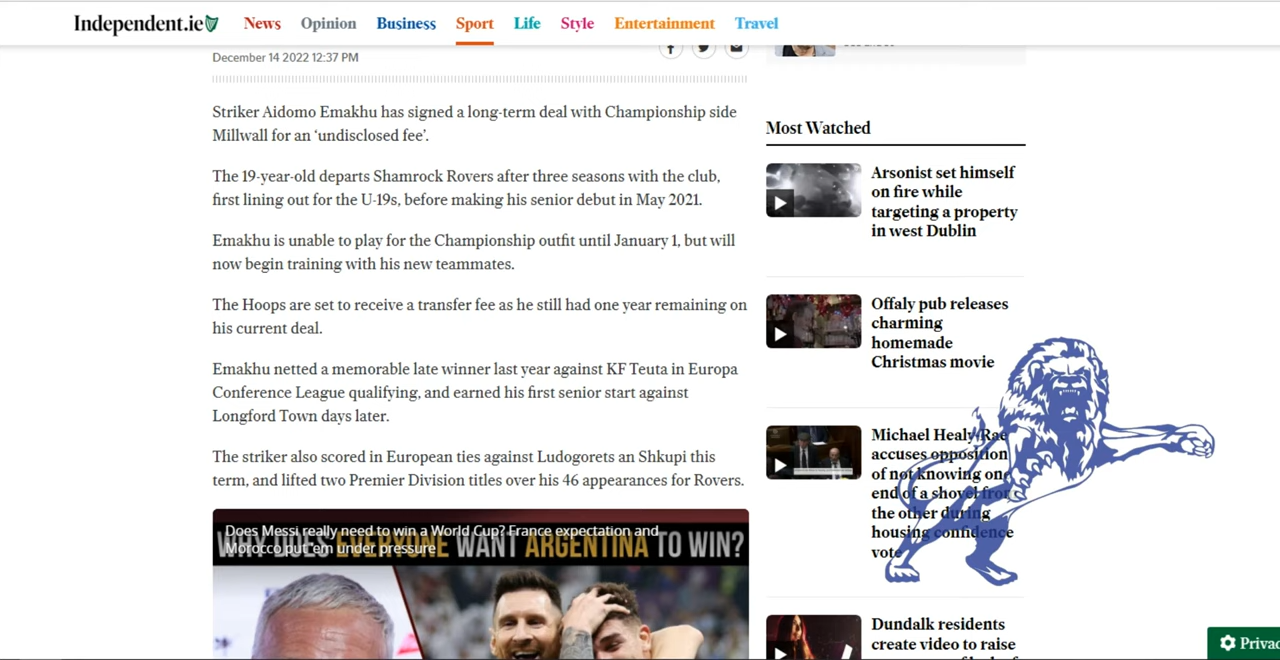 Independent.ie
News Opinion Business Sport Life Style Entertainment Travel
December 14 2022 12:37 PM
Striker Aidomo Emakhu has signed a long-term deal with Championship side
Millwall for an ‘undisclosed fee’.
The 19-year-old departs Shamrock Rovers after three seasons with the club,
first lining out for the U-19s, before making his senior debut in May 2021.
Emakhu is unable to play for the Championship outfit until January 1, but will
now begin training with his new teammates.
The Hoops are set to receive a transfer fee as he still had one year remaining on
his current deal.
Emakhu netted a memorable late winner last year against KF Teuta in Europa
Conference League qualifying, and earned his first senior start against
Longford Town days later.
The striker also scored in European ties against Ludogorets an Shkupi this
term, and lifted two Premier Division titles over his 46 appearances for Rovers.
Does Messi really need to win a World Cup? France expectation and
Morocco put 'em under pressure
WHY DOES EVERYONE WANT ARGENTINA TO WIN?
Most Watched
Arsonist set himself
on fire while
targeting a property
in west Dublin
Offaly pub releases
charming
homemade
Christmas movie
Michael Healy-Rae
accuses opposition
of not knowing one
end of a shovel from
the other during
housing confidence
vote
Dundalk residents
create video to raise
Privac